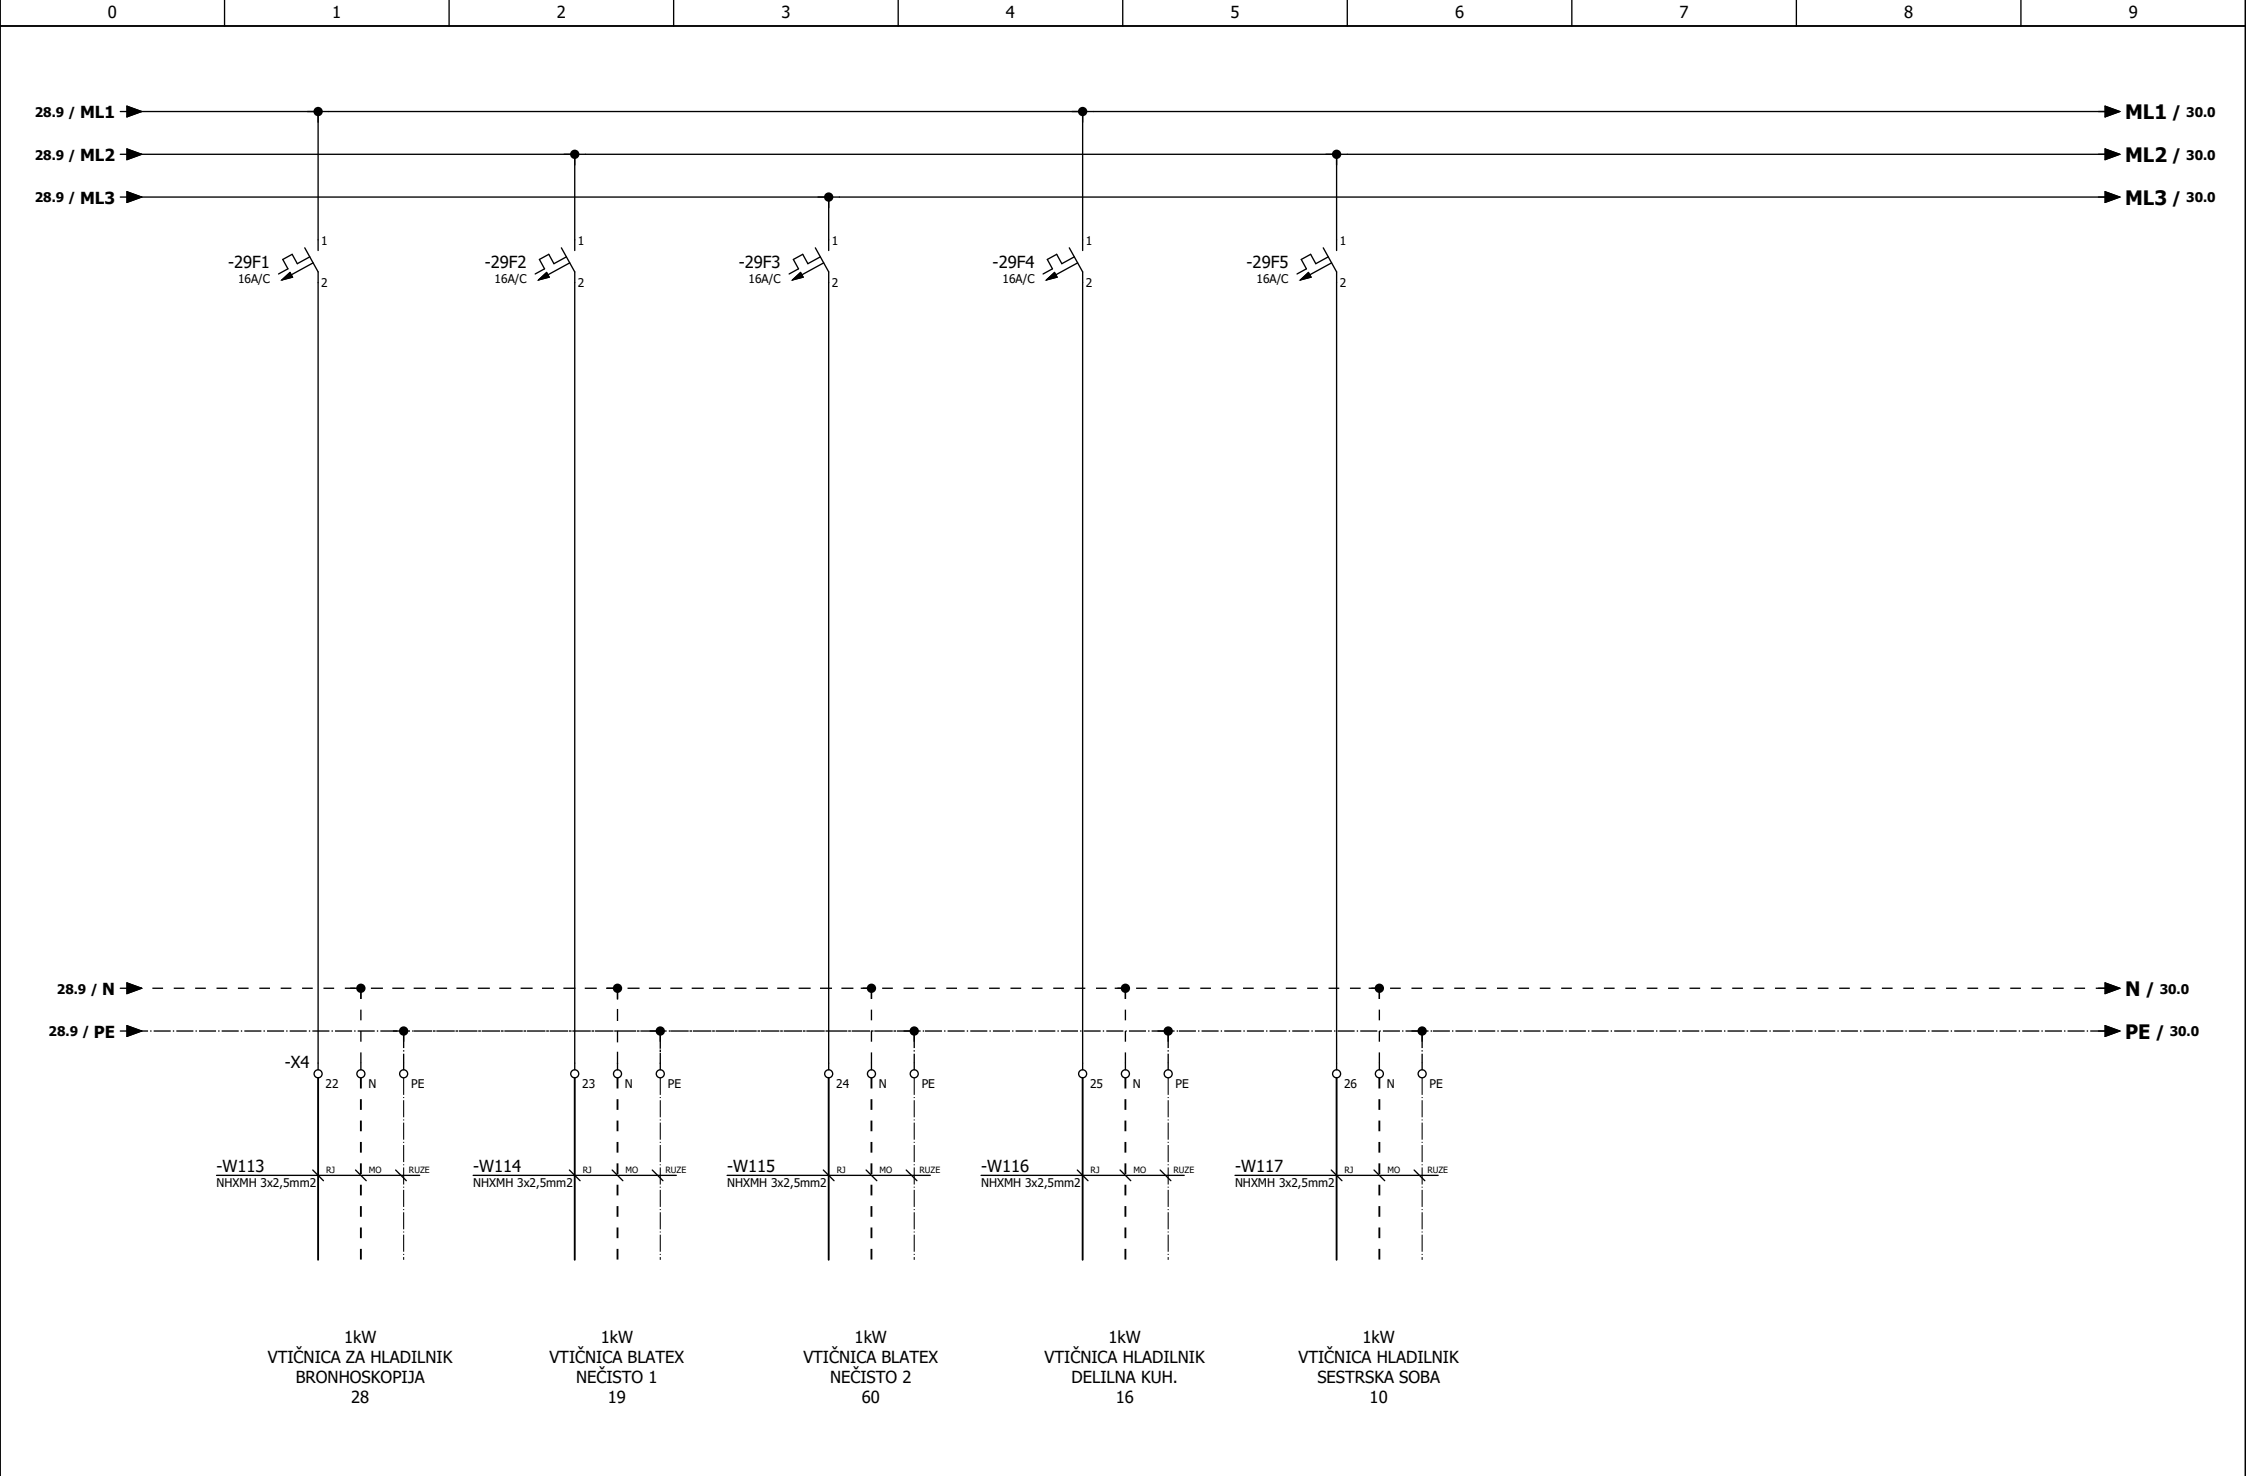 0 1 2 3 4 5 6 7 8 9
28.9 / ML1 ML1 / 30.0
28.9 / ML2 ML2 / 30.0
28.9 / ML3 ML3 / 30.0
1 1 1 1 1
-29F1 -29F2 -29F3 -29F4 -29F5
16A/C 16A/C 16A/C 16A/C 16A/C
2 2 2 2 2
28.9 / N N / 30.0
28.9 / PE PE / 30.0
-X4
22 N PE 23 N PE 24 N PE 25 N PE 26 N PE
-W113 RJ MO RUZE -W114 RJ MO RUZE -W115 RJ MO RUZE -W116 RJ MO RUZE -W117 RJ MO RUZE
NHXMH 3x2,5mm2 NHXMH 3x2,5mm2 NHXMH 3x2,5mm2 NHXMH 3x2,5mm2 NHXMH 3x2,5mm2
1kW
VTIČNICA ZA HLADILNIK
BRONHOSKOPIJA
28
1kW
VTIČNICA BLATEX
NEČISTO 1
19
1kW
VTIČNICA BLATEX
NEČISTO 2
60
1kW
VTIČNICA HLADILNIK
DELILNA KUH.
16
1kW
VTIČNICA HLADILNIK
SESTRSKA SOBA
10